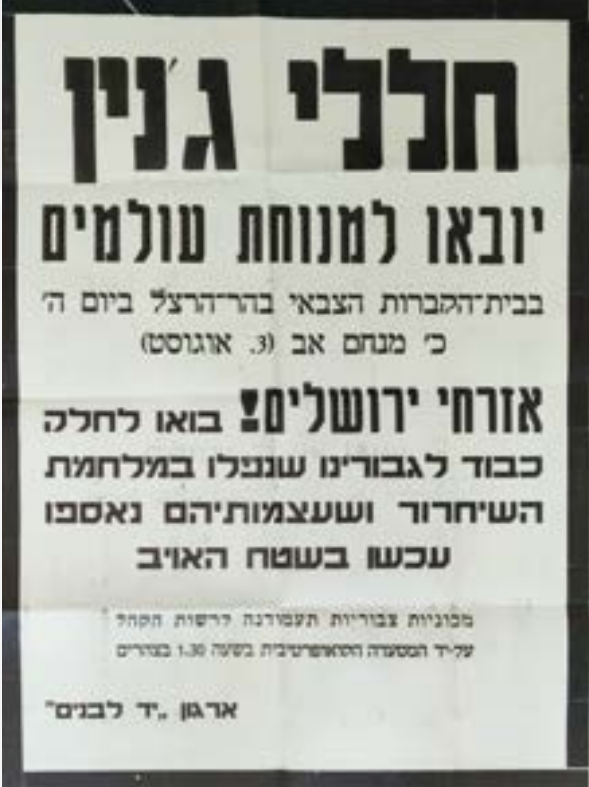 חללי ג'נין
יובאו למנוחת עולמים
בבית־הקברות הצבאי בהר־הרצל ביום ה'
כ' מנחם אב (3. אוגוסט)
אזרחי ירושלים! בואו לחלק
כבוד לגבורינו שנפלו במלחמת
השיחרור ושעצמותיהם נאספו
עכשו בשטח האויב
מכוניות צבוריות תעמודנה לרשות הקהל
על־יד המסעדה הקואופרטיבית בשעה 1.30 בצהרים
ארגון „יד לבנים"